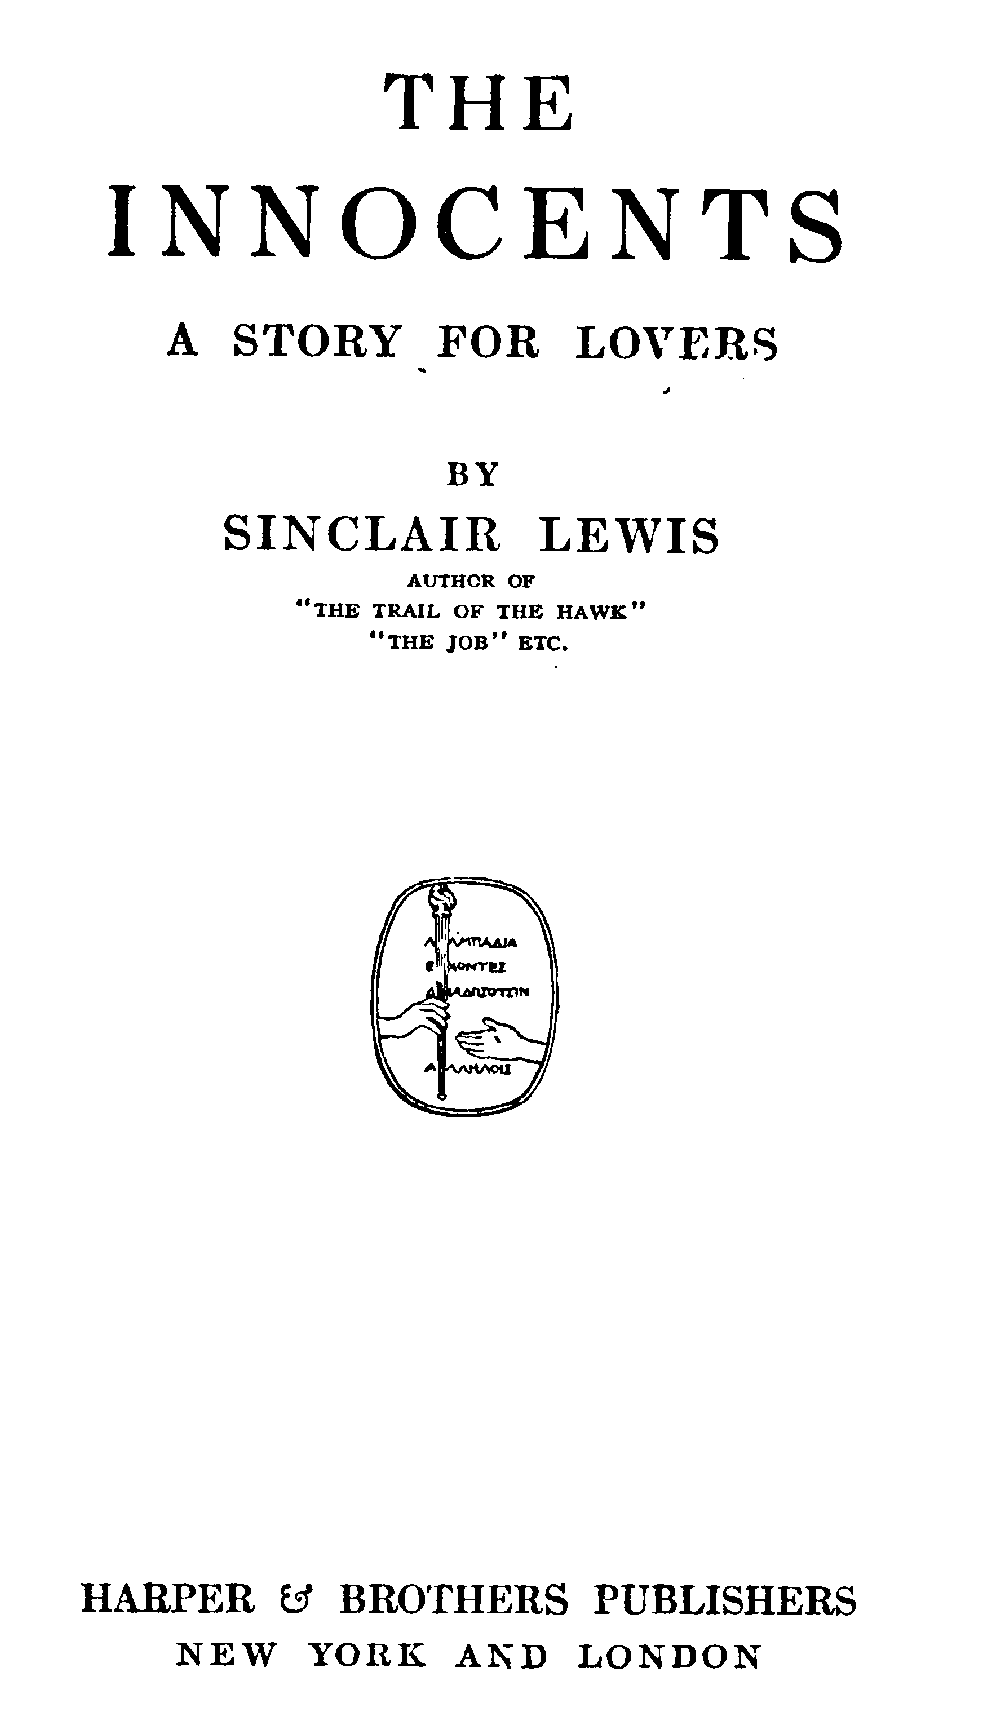 THE
INNOCENTS
A STORY FOR LOVERS
BY
SINCLAIR LEWIS
AUTHOR OF
"THE TRAIL OF THE HAWK"
"THE JOB" ETC.
HARPER & BROTHERS PUBLISHERS
NEW YORK AND LONDON